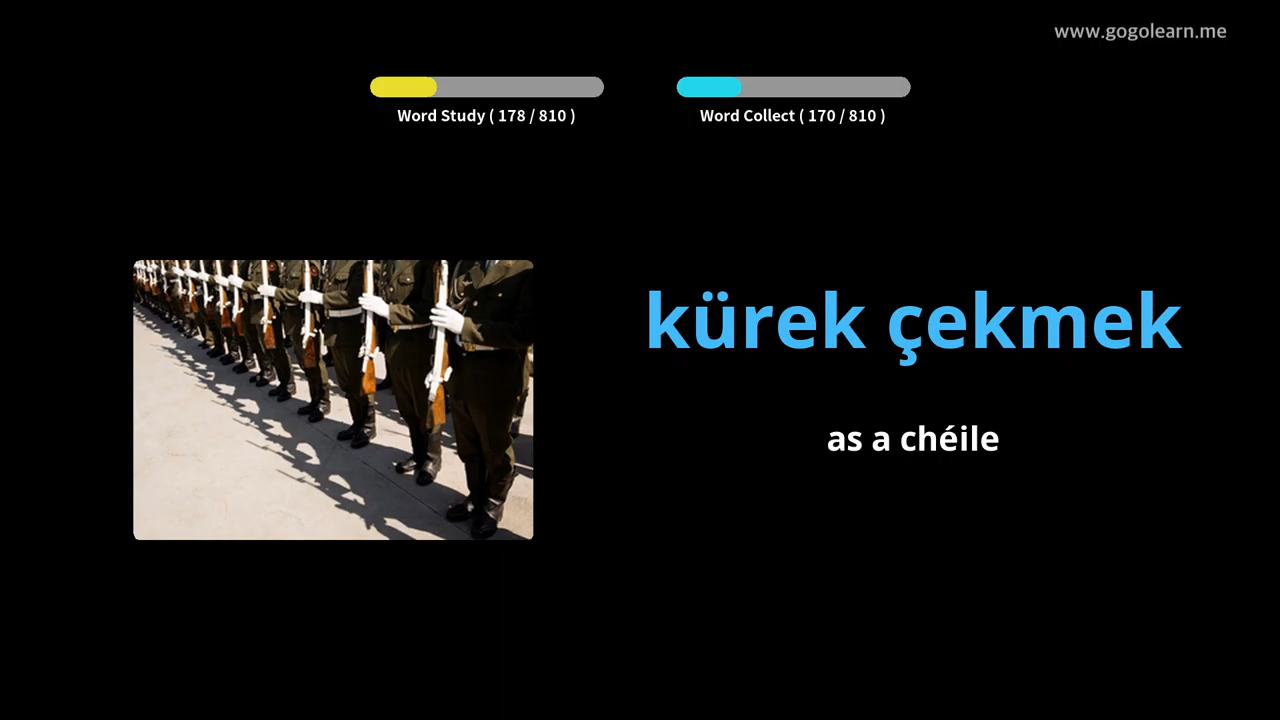 www.gogolearn.me
Word Study ( 178 / 810 )
Word Collect ( 170 / 810 )
kürek çekmek
as a chéile